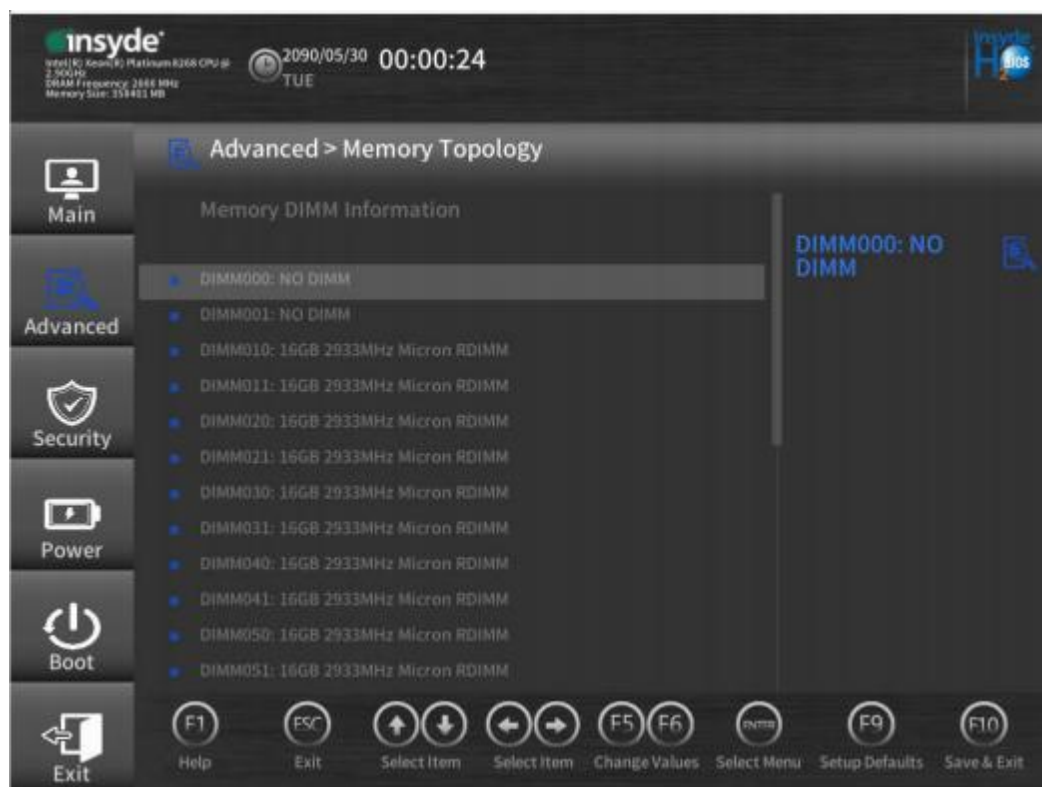 insyde
Intel(R) Xeon(R) Platinum 8268 CPU @
2.90GHz
DRAM Frequency: 2666 MHz
Memory Size:
2090/05/30 00:00:24
TUE
insyde
H2O
Bios
Advanced > Memory Topology
Main
Advanced
Security
Power
Boot
Exit
Memory DIMM Information
DIMM000: NO DIMM
DIMM001: NO DIMM
DIMM010: 16GB 2933MHz Micron RDIMM
DIMM011: 16GB 2933MHz Micron RDIMM
DIMM020: 16GB 2933MHz Micron RDIMM
DIMM021: 16GB 2933MHz Micron RDIMM
DIMM030: 16GB 2933MHz Micron RDIMM
DIMM031: 16GB 2933MHz Micron RDIMM
DIMM040: 16GB 2933MHz Micron RDIMM
DIMM041: 16GB 2933MHz Micron RDIMM
DIMM050: 16GB 2933MHz Micron RDIMM
DIMM051: 16GB 2933MHz Micron RDIMM
DIMM000: NO
DIMM
F1 ESC F5 F6 ENTER F9 F10
Help Exit Select Item Select Item Change Values Select Menu Setup Defaults Save & Exit